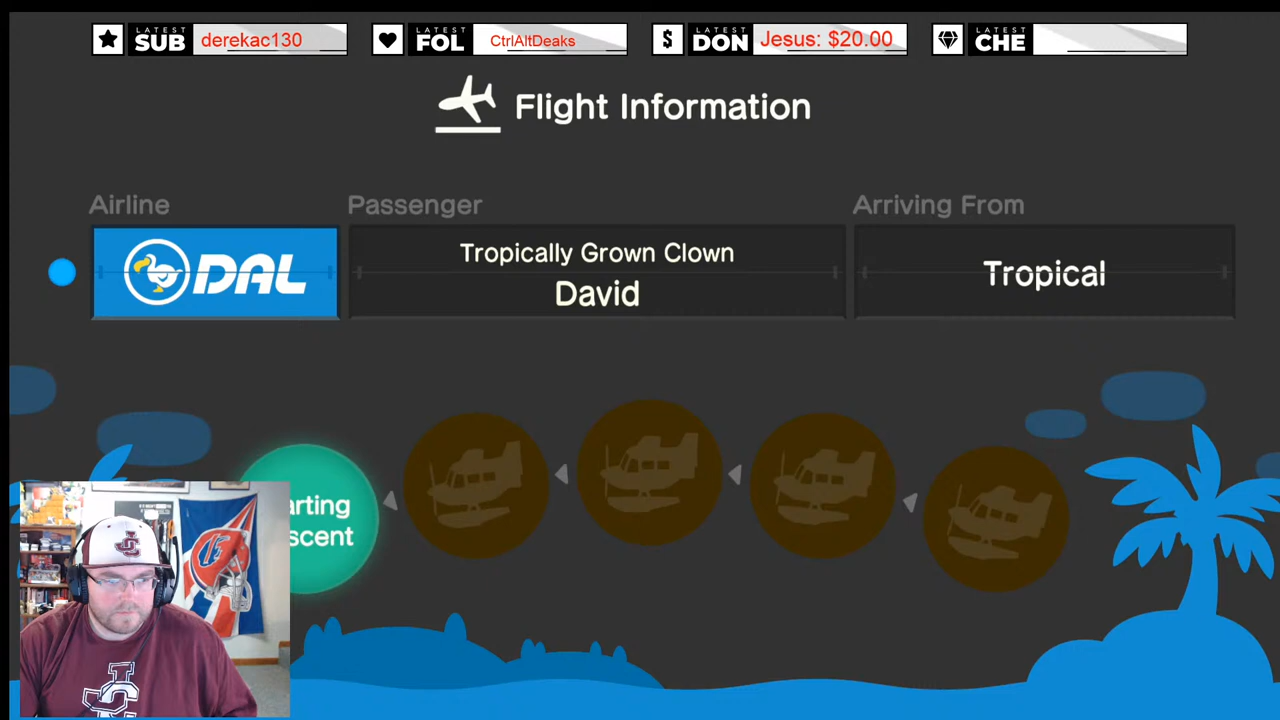 LATEST SUB derekac130
LATEST FOL CtrlAltDeaks
LATEST DON Jesus: $20.00
LATEST CHE
Flight Information
Airline
Passenger
Arriving From
DAL
Tropically Grown Clown
David
Tropical
arting
scent
JC